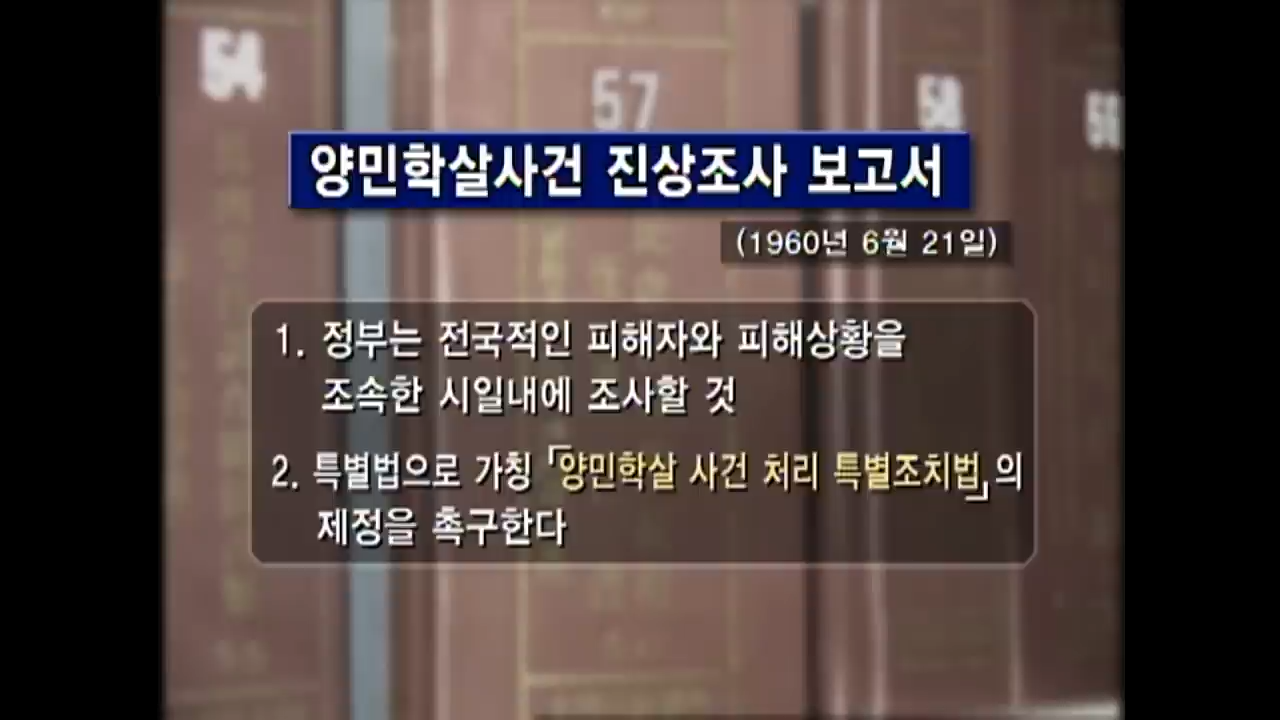 54
57
58
양민학살사건 진상조사 보고서
(1960년 6월 21일)
1. 정부는 전국적인 피해자와 피해상황을
조속한 시일내에 조사할 것
2. 특별법으로 가칭 「양민학살 사건 처리 특별조치법」의
제정을 촉구한다